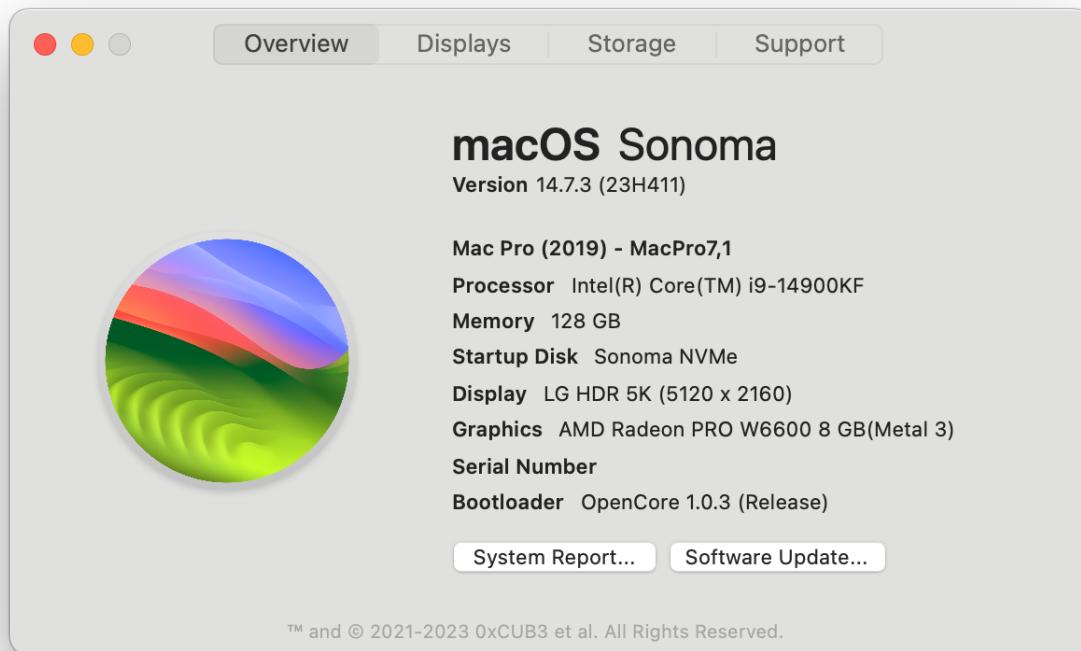 Overview Displays Storage Support
macOS Sonoma
Version 14.7.3 (23H411)
Mac Pro (2019) - MacPro7,1
Processor Intel(R) Core(TM) i9-14900KF
Memory 128 GB
Startup Disk Sonoma NVMe
Display LG HDR 5K (5120 x 2160)
Graphics AMD Radeon PRO W6600 8 GB(Metal 3)
Serial Number
Bootloader OpenCore 1.0.3 (Release)
System Report... Software Update...
™ and © 2021-2023 0xCUB3 et al. All Rights Reserved.